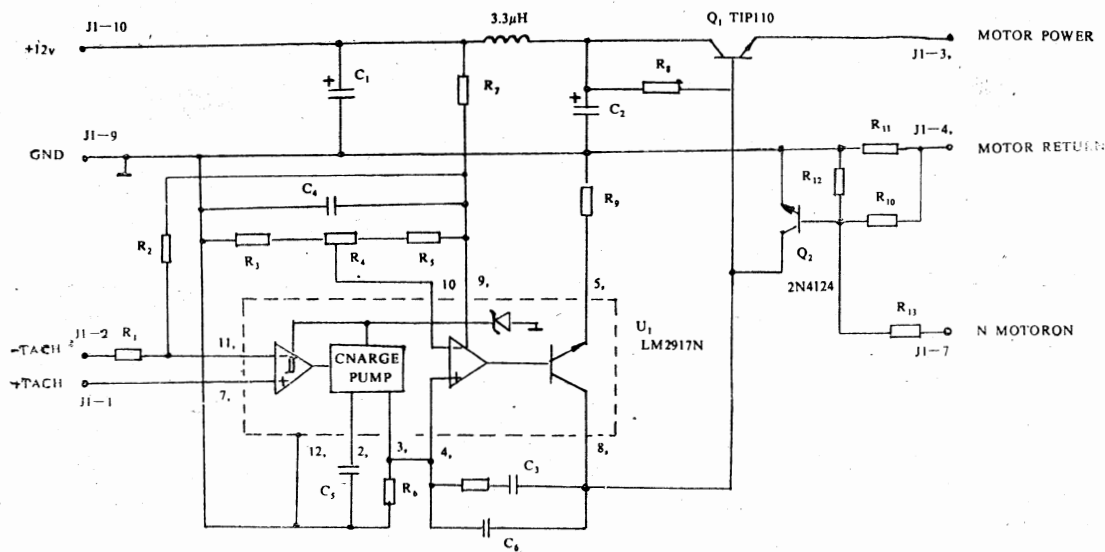 3.3μH
Q₁ TIP110
J1—10
+12v
MOTOR POWER
J1—3,
C₁
R₇
R₈
C₂
J1—9
GND
R₁₁
J1—4,
MOTOR RETURN
R₁₂
R₁₀
C₄
R₉
R₂
R₃
R₄
R₅
Q₂
2N4124
10
9,
5,
U₁
LM2917N
R₁₃
N MOTORON
J1—7
J1—2
-TACH
R₁
11,
CNARGE
PUMP
+TACH
J1—1
7,
12,
2,
3,
4,
8,
C₅
R₆
C₃
C₆